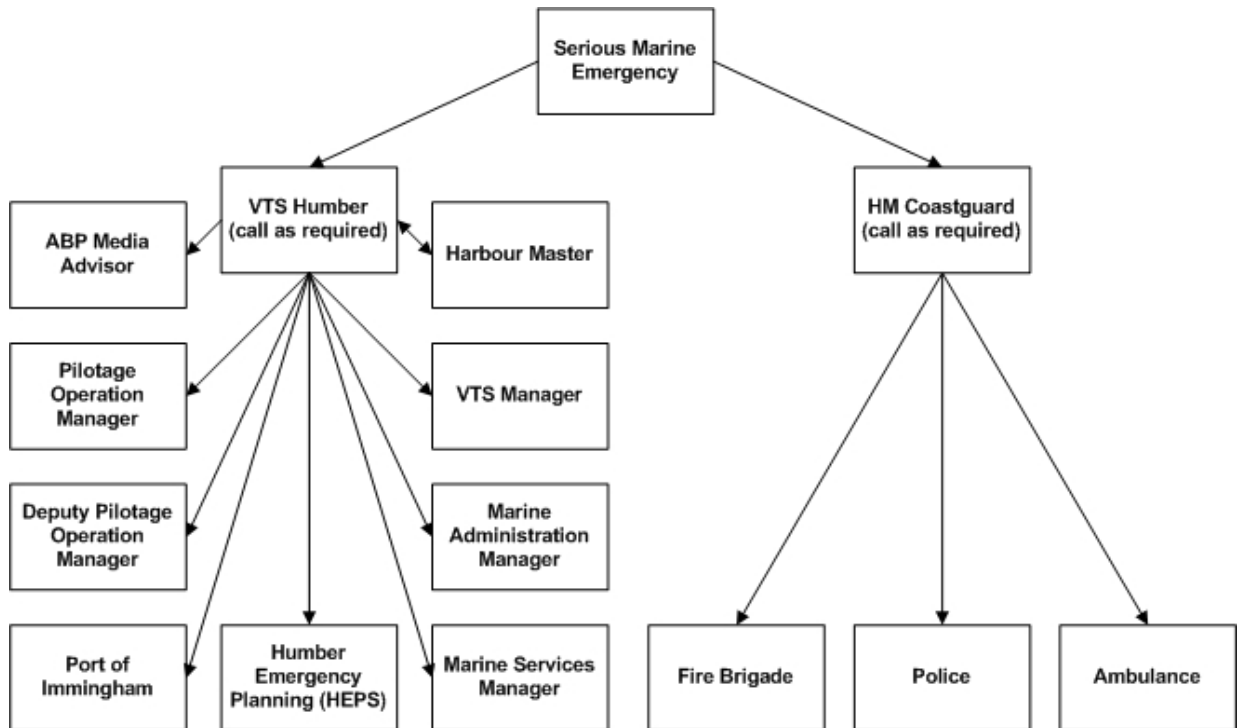 Serious Marine
Emergency
VTS Humber
(call as required)
HM Coastguard
(call as required)
ABP Media
Advisor
Harbour Master
Pilotage
Operation
Manager
VTS Manager
Deputy Pilotage
Operation
Manager
Marine
Administration
Manager
Port of
Immingham
Humber
Emergency
Planning (HEPS)
Marine Services
Manager
Fire Brigade
Police
Ambulance